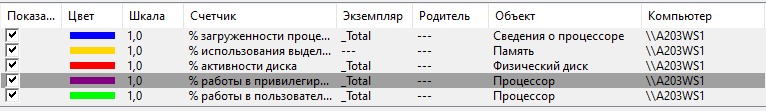 Показа... Цвет Шкала Счетчик Экземпляр Родитель Объект Компьютер
1,0 % загруженности проце... _Total --- Сведения о процессоре \\A203WS1
1,0 % использования выдел... --- --- Память \\A203WS1
1,0 % активности диска _Total --- Физический диск \\A203WS1
1,0 % работы в привилегир... _Total --- Процессор \\A203WS1
1,0 % работы в пользовател... _Total --- Процессор \\A203WS1